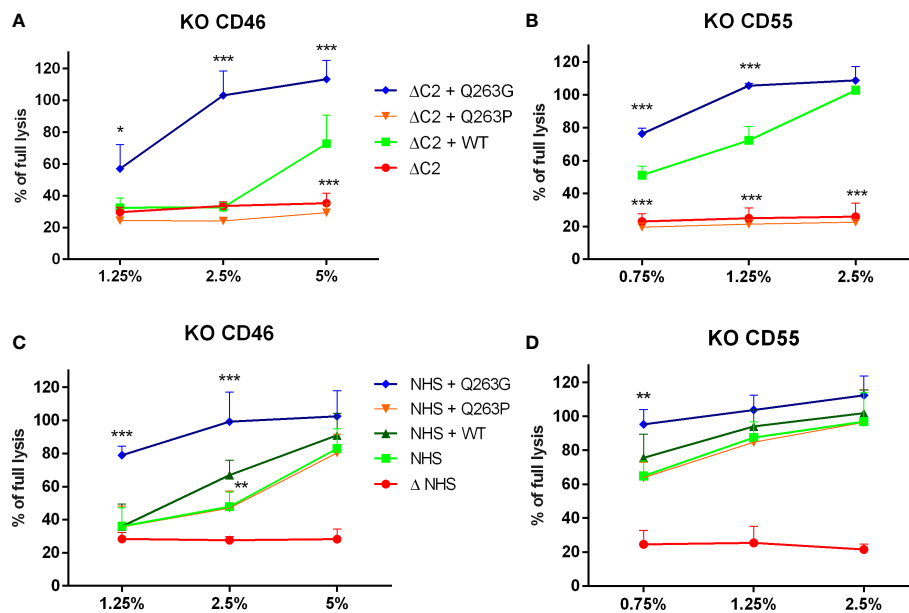 A
KO CD46
% of full lysis
120
100
80
60
40
20
0
*
***
***
***
1.25%
2.5%
5%
ΔC2 + Q263G
ΔC2 + Q263P
ΔC2 + WT
ΔC2
B
KO CD55
% of full lysis
120
100
80
60
40
20
0
***
***
***
***
***
0.75%
1.25%
2.5%
C
KO CD46
% of full lysis
120
100
80
60
40
20
0
***
***
**
1.25%
2.5%
5%
NHS + Q263G
NHS + Q263P
NHS + WT
NHS
Δ NHS
D
KO CD55
% of full lysis
120
100
80
60
40
20
0
**
0.75%
1.25%
2.5%